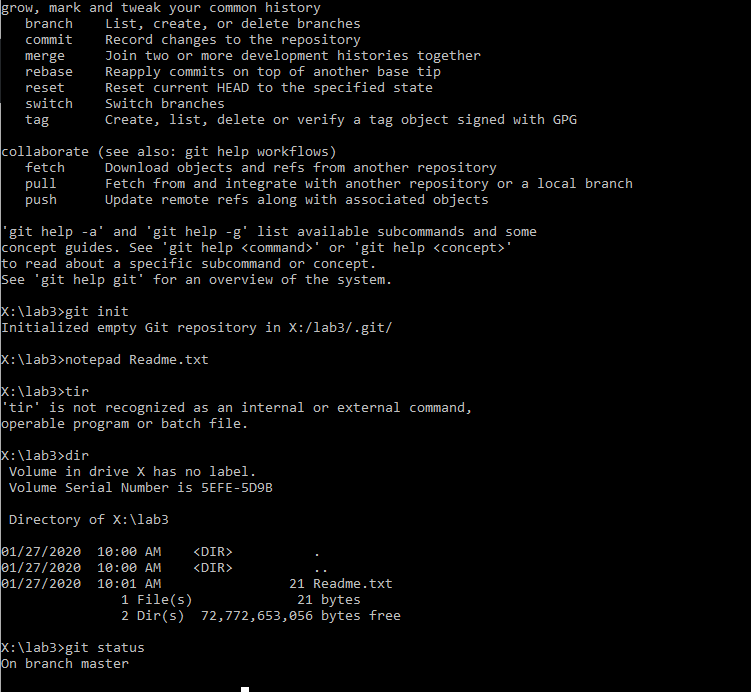 grow, mark and tweak your common history
   branch    List, create, or delete branches
   commit    Record changes to the repository
   merge     Join two or more development histories together
   rebase    Reapply commits on top of another base tip
   reset     Reset current HEAD to the specified state
   switch    Switch branches
   tag       Create, list, delete or verify a tag object signed with GPG

collaborate (see also: git help workflows)
   fetch     Download objects and refs from another repository
   pull      Fetch from and integrate with another repository or a local branch
   push      Update remote refs along with associated objects

'git help -a' and 'git help -g' list available subcommands and some
concept guides. See 'git help <command>' or 'git help <concept>'
to read about a specific subcommand or concept.
See 'git help git' for an overview of the system.

X:\lab3>git init
Initialized empty Git repository in X:/lab3/.git/

X:\lab3>notepad Readme.txt

X:\lab3>tir
'tir' is not recognized as an internal or external command,
operable program or batch file.

X:\lab3>dir
 Volume in drive X has no label.
 Volume Serial Number is 5EFE-5D9B

 Directory of X:\lab3

01/27/2020  10:00 AM    <DIR>          .
01/27/2020  10:00 AM    <DIR>          ..
01/27/2020  10:01 AM                21 Readme.txt
               1 File(s)             21 bytes
               2 Dir(s)  72,772,653,056 bytes free

X:\lab3>git status
On branch master